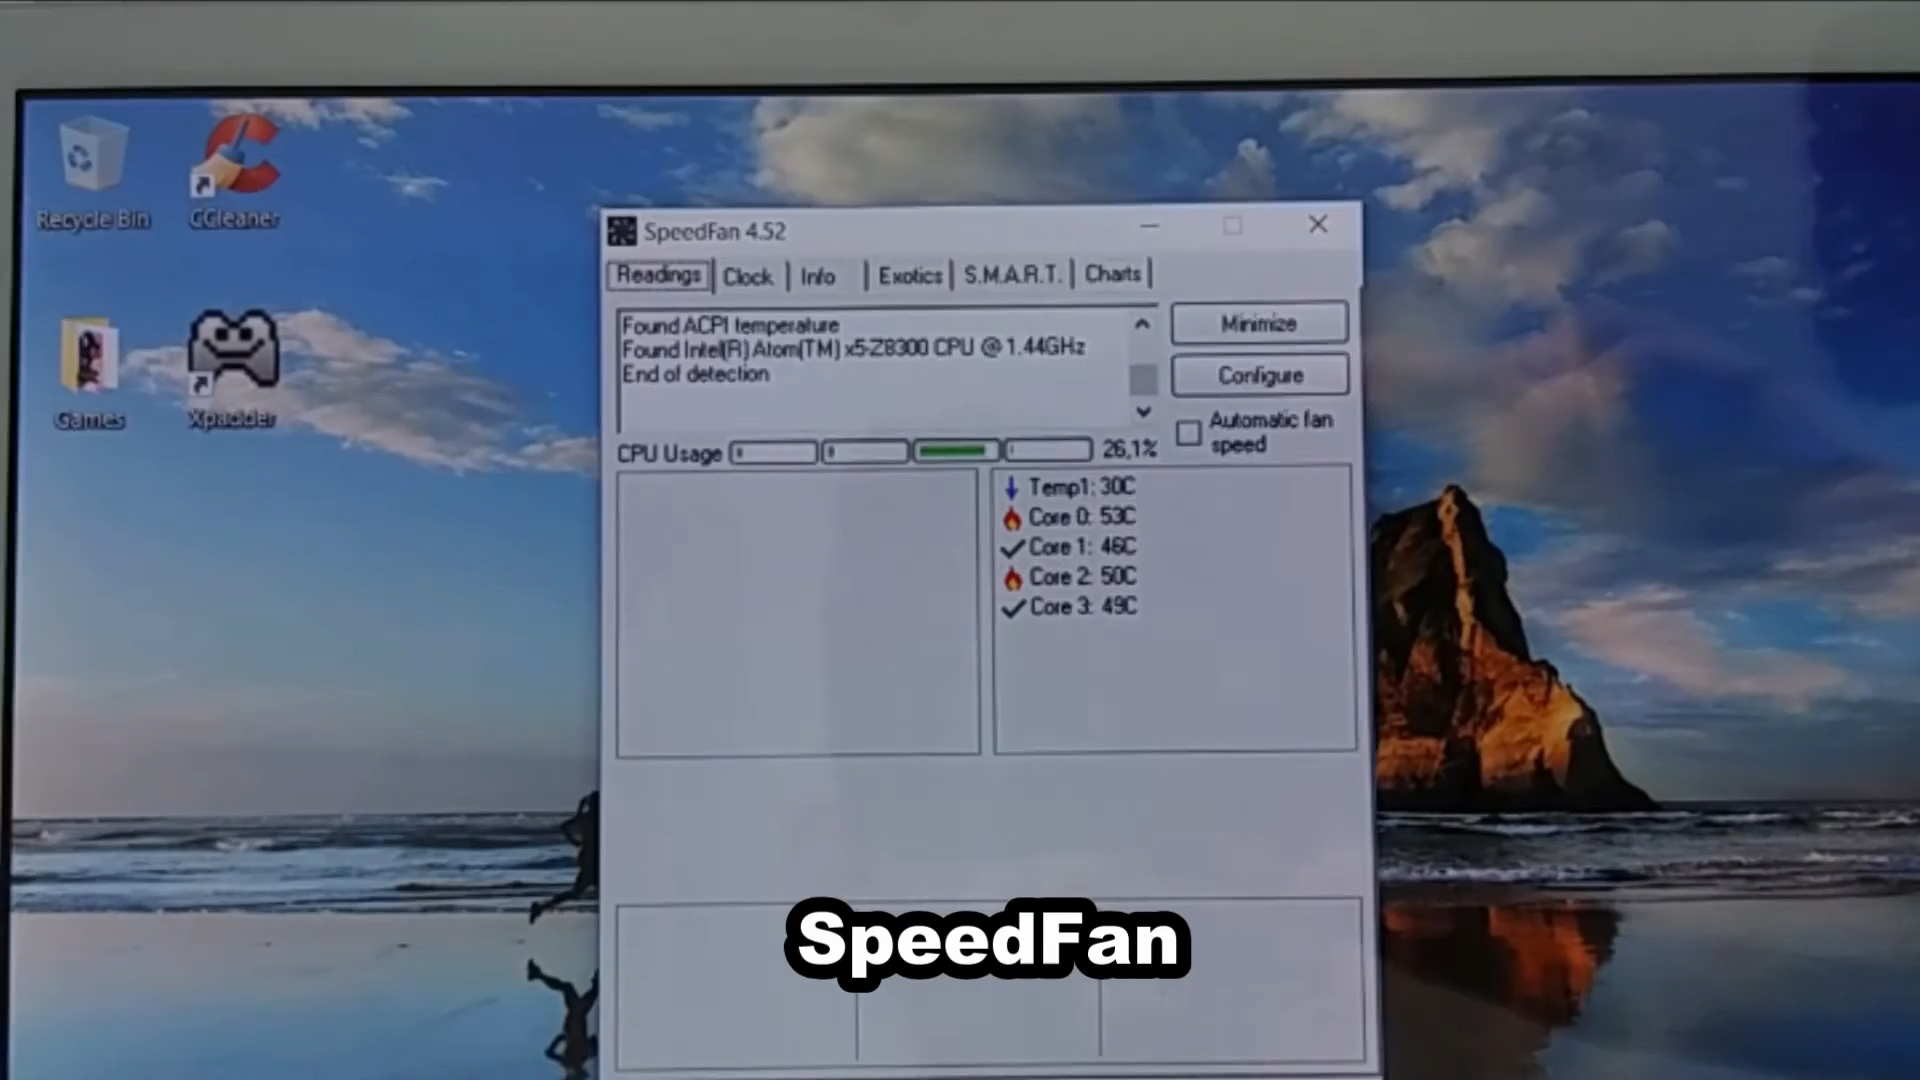 Recycle Bin
CCleaner
Games
Xpadder
SpeedFan 4.52
Readings
Clock
Info
Exotics
S.M.A.R.T.
Charts
Found ACPI temperature
Found Intel(R) Atom(TM) x5-Z8300 CPU @ 1.44GHz
End of detection
Minimize
Configure
Automatic fan
speed
CPU Usage
26,1%
Temp1: 30C
Core 0: 53C
Core 1: 46C
Core 2: 50C
Core 3: 49C
SpeedFan